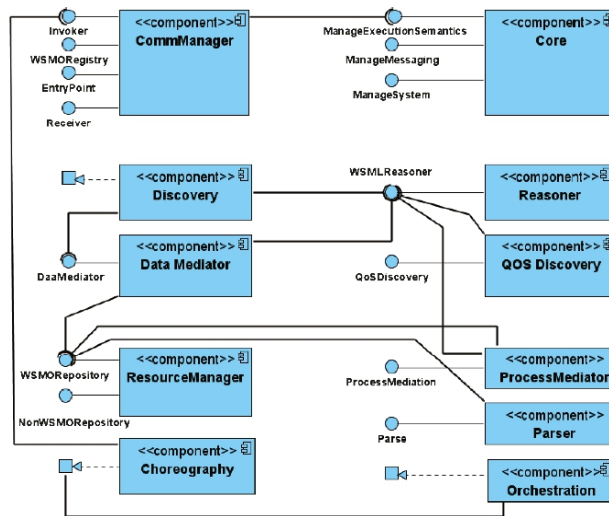 <<component>>
CommManager
Invoker
WSMORegistry
EntryPoint
Receiver
<<component>>
Core
ManageExecutionSemantics
ManageMessaging
ManageSystem
<<component>>
Discovery
WSMLReasoner
<<component>>
Reasoner
<<component>>
Data Mediator
DaaMediator
<<component>>
QOS Discovery
QoSDiscovery
<<component>>
ResourceManager
WSMORepository
NonWSMORepository
<<component>>
ProcessMediator
ProcessMediation
<<component>>
Parser
Parse
<<component>>
Choreography
<<component>>
Orchestration